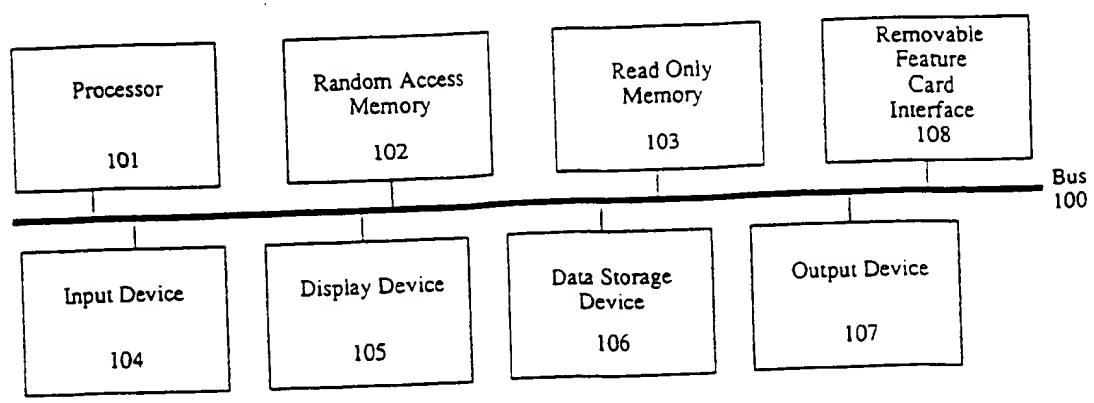 Processor
101
Random Access
Memory
102
Read Only
Memory
103
Removable
Feature
Card
Interface
108
Bus
100
Input Device
104
Display Device
105
Data Storage
Device
106
Output Device
107